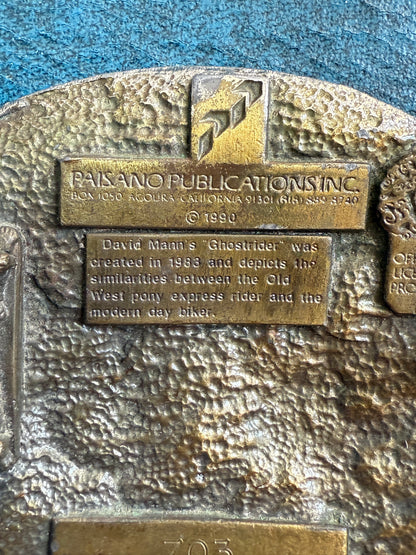 PAISANO PUBLICATIONS INC.
BOX 1050 AGOURA CALIFORNIA 91301 (818) 889 8740
© 1990
David Mann's "Ghostrider" was
created in 1983 and depicts the
similarities between the Old
West pony express rider and the
modern day biker.
703